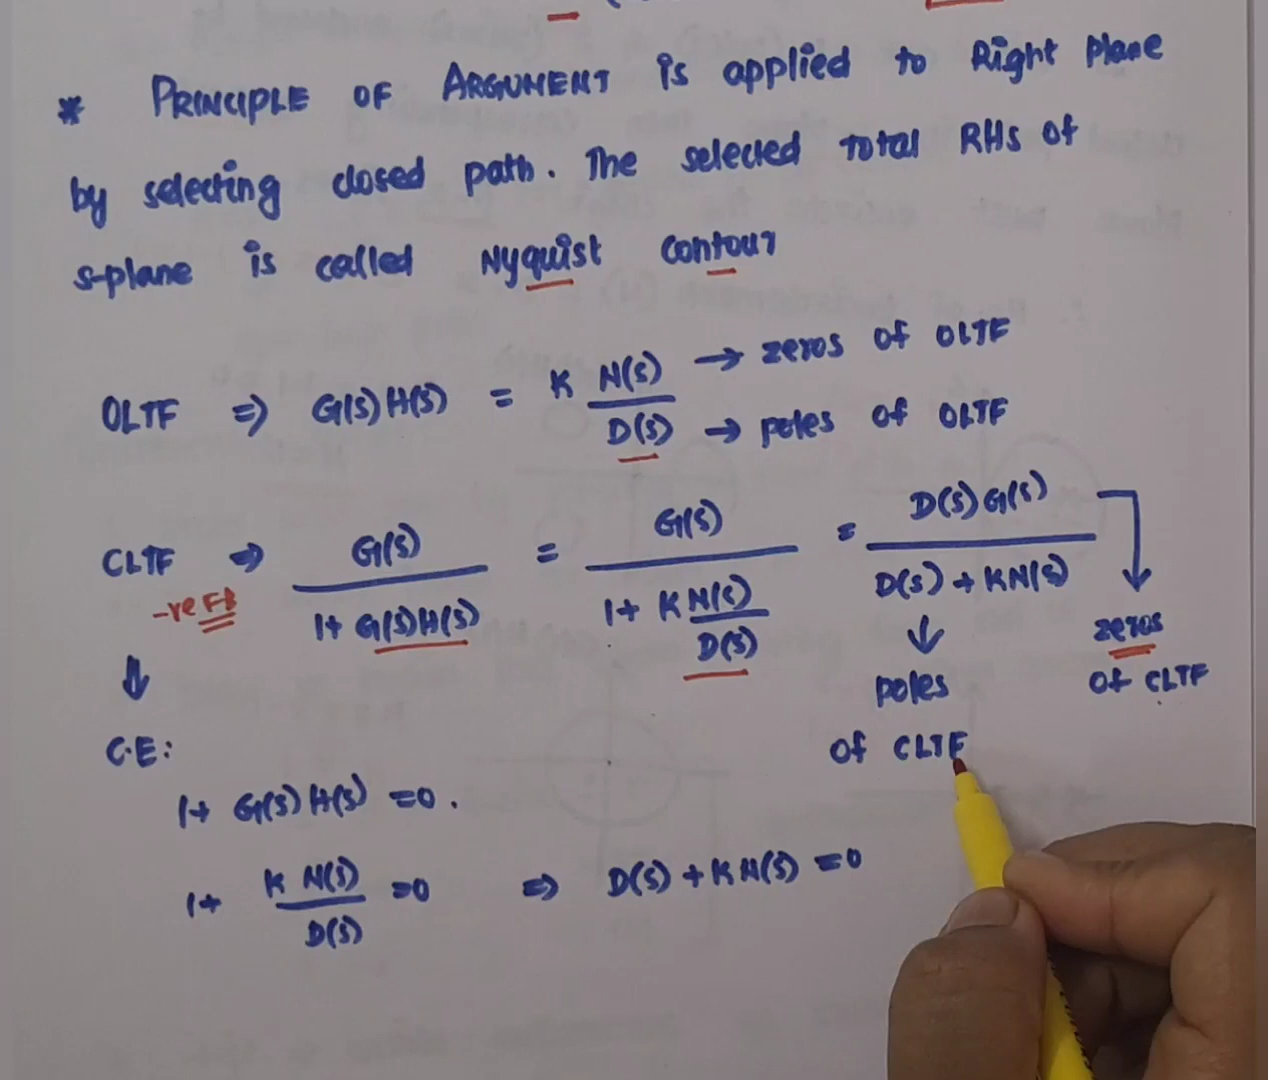 * PRINCIPLE OF ARGUMENT is applied to Right Plane
by selecting closed path. The selected total RHS of
s-plane is called Nyquist Contour
OLTF ⇒ G(s)H(s) = K N(s)/D(s)
N(s) → zeros of OLTF
D(s) → poles of OLTF
CLTF ⇒ G(s)/(1+ G(s)H(s)) = G(s)/(1+ K N(s)/D(s)) = D(s)G(s)/(D(s)+KN(s))
-ve
↓ poles
of CLTF
zeros
of CLTF
↓
C.E:
1+ G(s)H(s) =0.
1+ K N(s)/D(s) =0 ⇒ D(s)+KN(s) =0